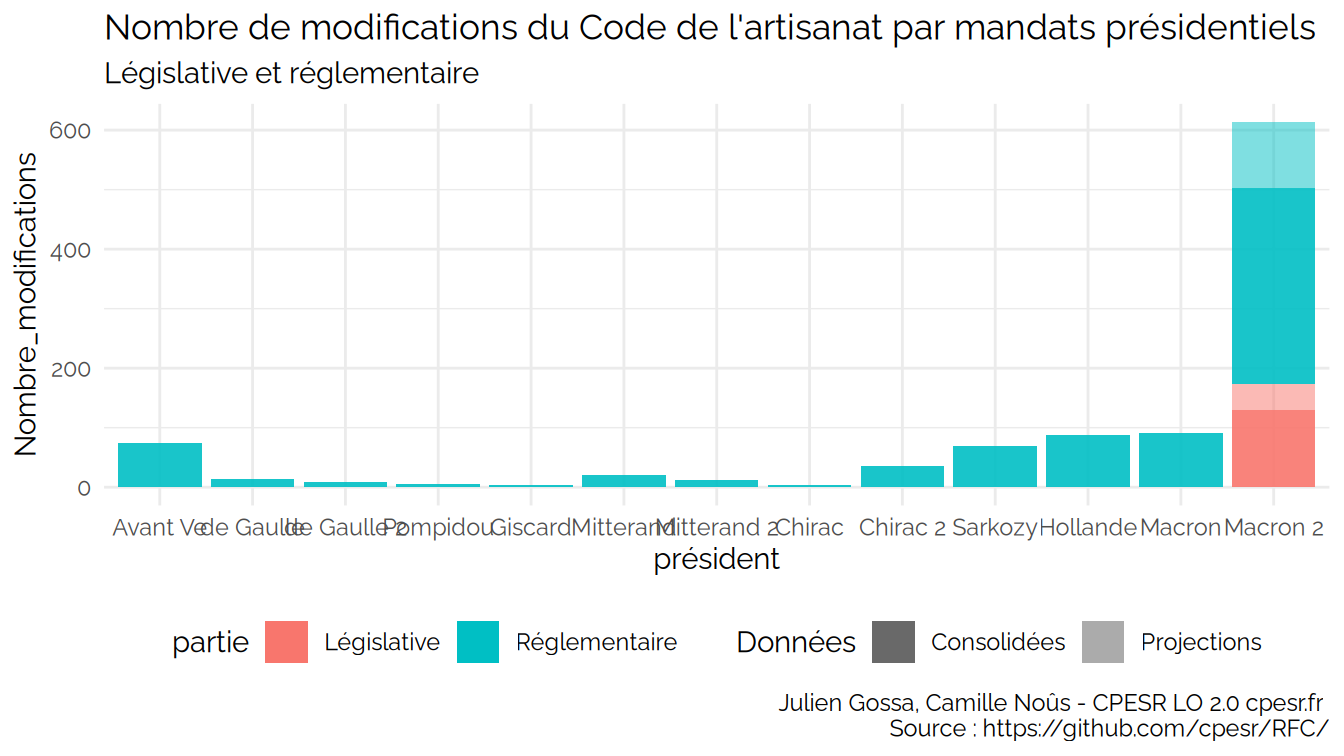 Nombre de modifications du Code de l'artisanat par mandats présidentiels
Législative et réglementaire
Nombre_modifications
600
400
200
0
Avant Ve de Gaulle de Gaulle 2 Pompidou Giscard Mitterand Mitterand 2 Chirac Chirac 2 Sarkozy Hollande Macron Macron 2
président
partie Législative Réglementaire Données Consolidées Projections
Julien Gossa, Camille Noûs - CPESR LO 2.0 cpesr.fr
Source : https://github.com/cpesr/RFC/